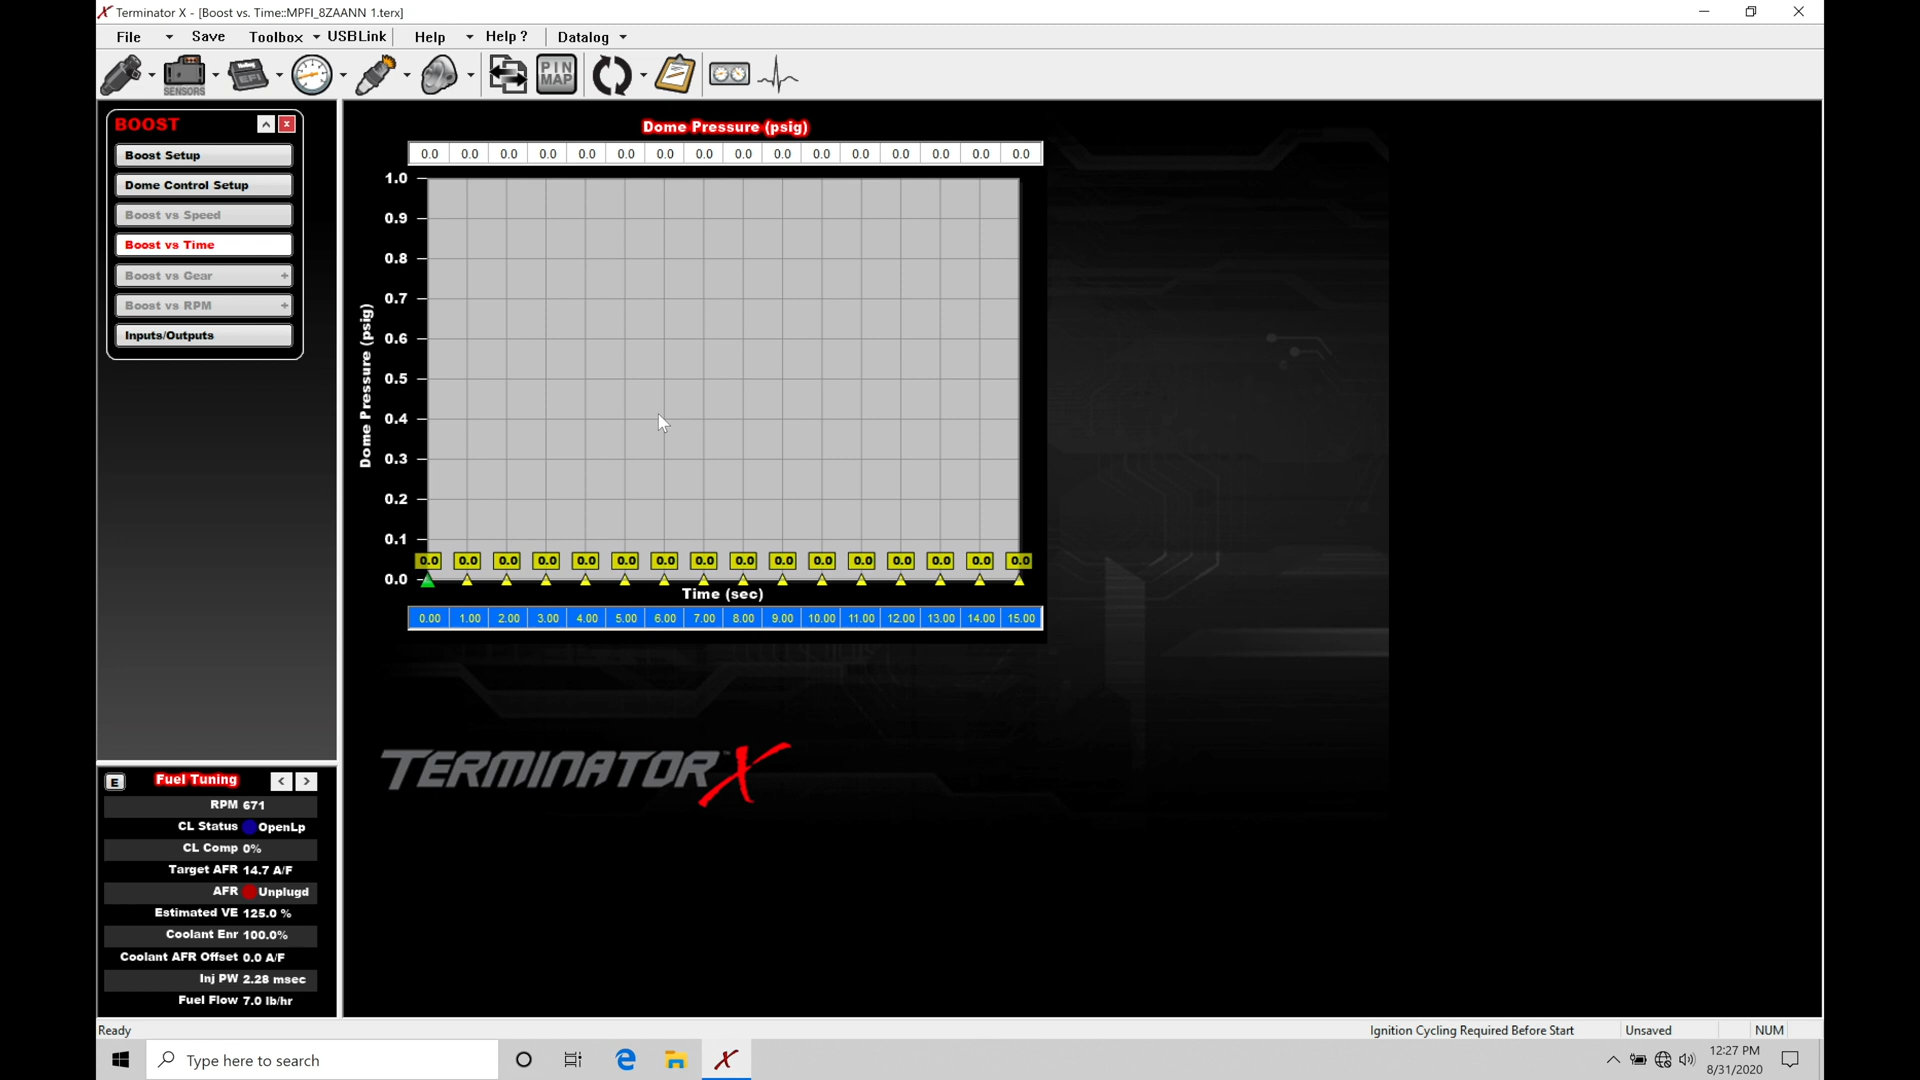 Terminator X - [Boost vs. Time::MPFI_8ZAANN 1.terx]
File Save Toolbox USBLink Help Help ? Datalog
SENSORS Holley EFI PIN MAP
BOOST
Boost Setup
Dome Control Setup
Boost vs Speed
Boost vs Time
Boost vs Gear +
Boost vs RPM +
Inputs/Outputs
Dome Pressure (psig)
0.0 0.0 0.0 0.0 0.0 0.0 0.0 0.0 0.0 0.0 0.0 0.0 0.0 0.0 0.0 0.0
1.0
0.9
0.8
0.7
0.6
0.5
0.4
0.3
0.2
0.1
0.0
Dome Pressure (psig)
0.0 0.0 0.0 0.0 0.0 0.0 0.0 0.0 0.0 0.0 0.0 0.0 0.0 0.0 0.0 0.0
Time (sec)
0.00 1.00 2.00 3.00 4.00 5.00 6.00 7.00 8.00 9.00 10.00 11.00 12.00 13.00 14.00 15.00
TERMINATOR X
™
E Fuel Tuning < >
RPM 671
CL Status OpenLp
CL Comp 0%
Target AFR 14.7 A/F
AFR Unplugd
Estimated VE 125.0 %
Coolant Enr 100.0%
Coolant AFR Offset 0.0 A/F
Inj PW 2.28 msec
Fuel Flow 7.0 lb/hr
Ready Ignition Cycling Required Before Start Unsaved NUM
Type here to search
12:27 PM
8/31/2020